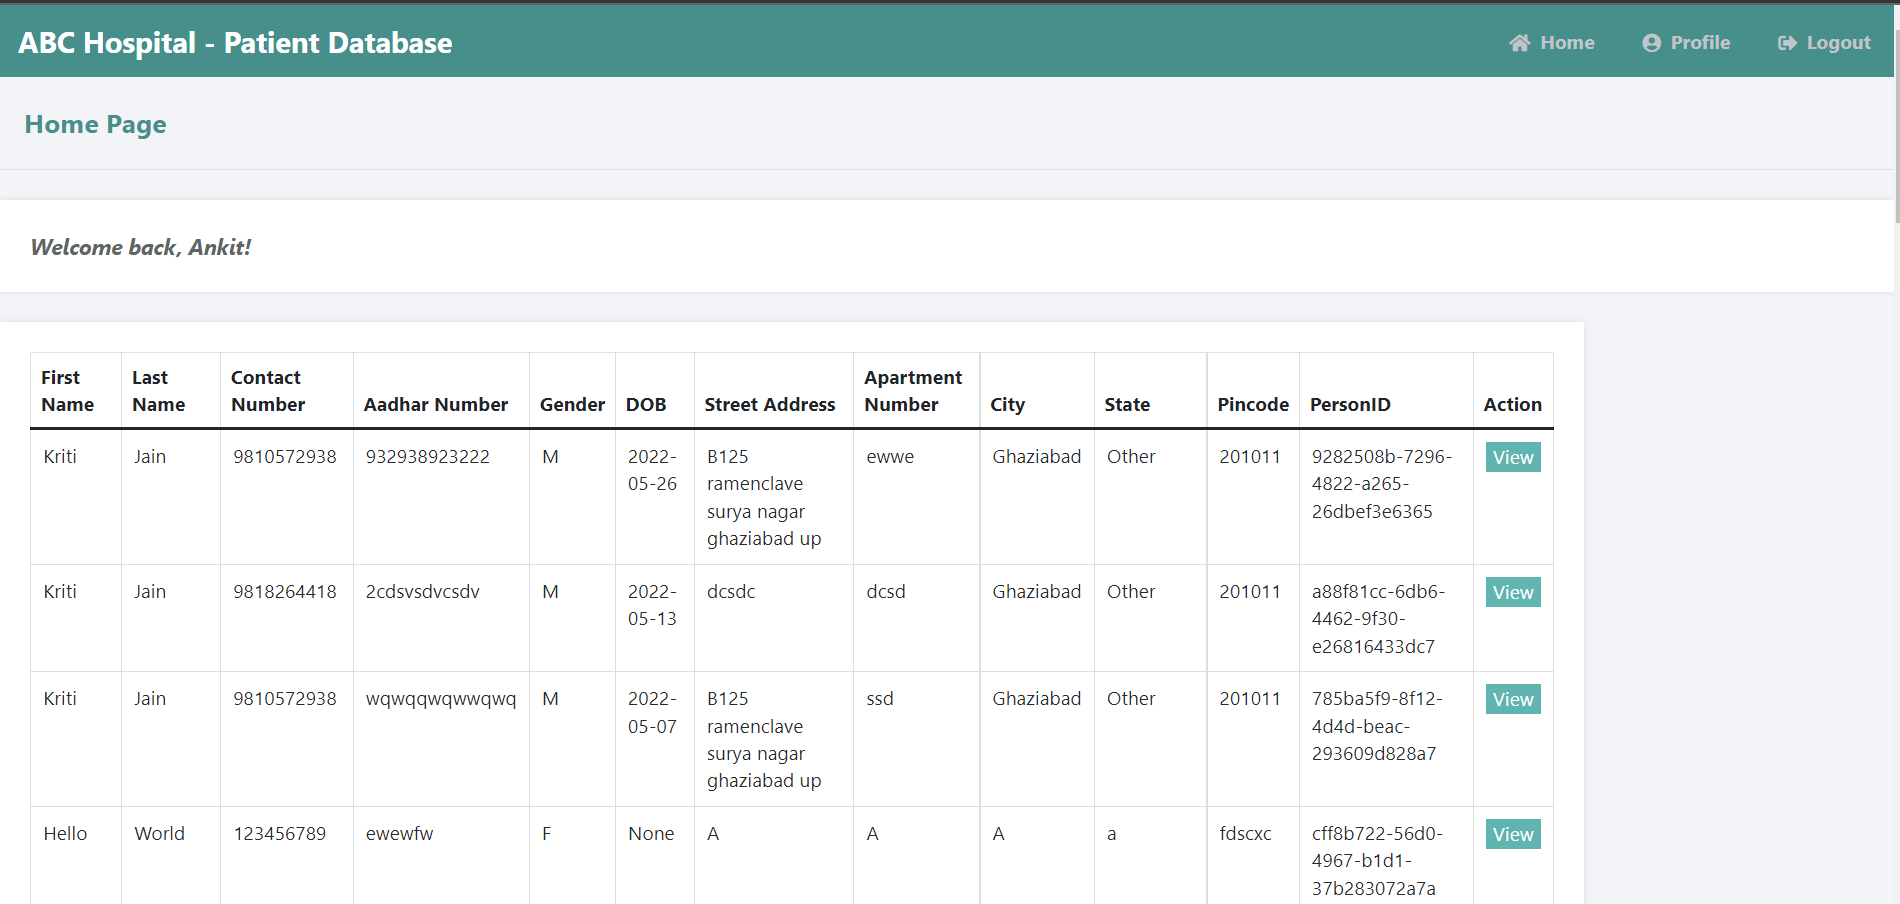 ABC Hospital - Patient Database
Home Profile Logout
Home Page
Welcome back, Ankit!
First Name Last Name Contact Number Aadhar Number Gender DOB Street Address Apartment Number City State Pincode PersonID Action
Kriti Jain 9810572938 932938923222 M 2022-05-26 B125 ramenclave surya nagar ghaziabad up ewwe Ghaziabad Other 201011 9282508b-7296-4822-a265-26dbef3e6365 View
Kriti Jain 9818264418 2cdsvsdvcsdv M 2022-05-13 dcsdc dcsd Ghaziabad Other 201011 a88f81cc-6db6-4462-9f30-e26816433dc7 View
Kriti Jain 9810572938 wqwqqwqwwqwq M 2022-05-07 B125 ramenclave surya nagar ghaziabad up ssd Ghaziabad Other 201011 785ba5f9-8f12-4d4d-beac-293609d828a7 View
Hello World 123456789 ewewfw F None A A A a fdscxc cff8b722-56d0-4967-b1d1-37b283072a7a View